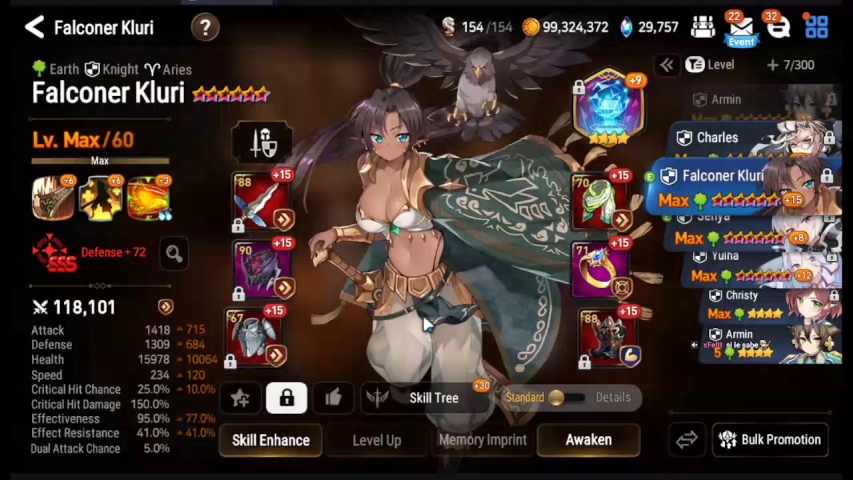 Falconer Kluri
?
154/154
99,324,372
29,757
22
Event
32
Earth Knight Aries
Falconer Kluri
Lv. Max/60
Max
+6
+6
+3
SSS
Defense + 72
118,101
Attack 1418 715
Defense 1309 684
Health 15978 10064
Speed 234 120
Critical Hit Chance 25.0% 10.0%
Critical Hit Damage 150.0%
Effectiveness 95.0% 77.0%
Effect Resistance 41.0% 41.0%
Dual Attack Chance 5.0%
88 +15
90 +15
67 +15
+9
70 +15
71 +15
88 +15
Skill Tree +30
Standard Details
Skill Enhance
Level Up
Memory Imprint
Awaken
Level
+ 7/300
Armin
Charles
E
Falconer Kluri
Max +15
Senya
Max +8
Yulha
Max +12
Christy
Max
Armin
5
Bulk Promotion